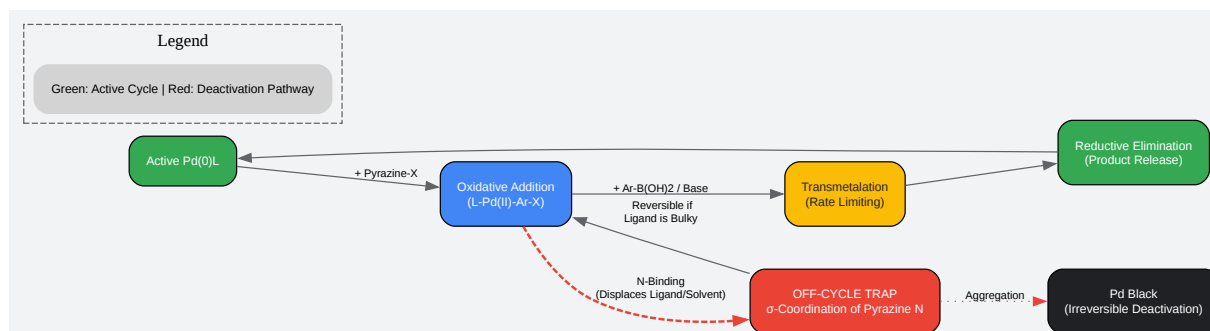 Legend
Green: Active Cycle | Red: Deactivation Pathway
Active Pd(0)L
+ Pyrazine-X
Oxidative Addition
(L-Pd(II)-Ar-X)
+ Ar-B(OH)2 / Base
Reversible if
Ligand is Bulky
Transmetalation
(Rate Limiting)
Reductive Elimination
(Product Release)
N-Binding
(Displaces Ligand/Solvent)
OFF-CYCLE TRAP
σ-Coordination of Pyrazine N
Aggregation
Pd Black
(Irreversible Deactivation)